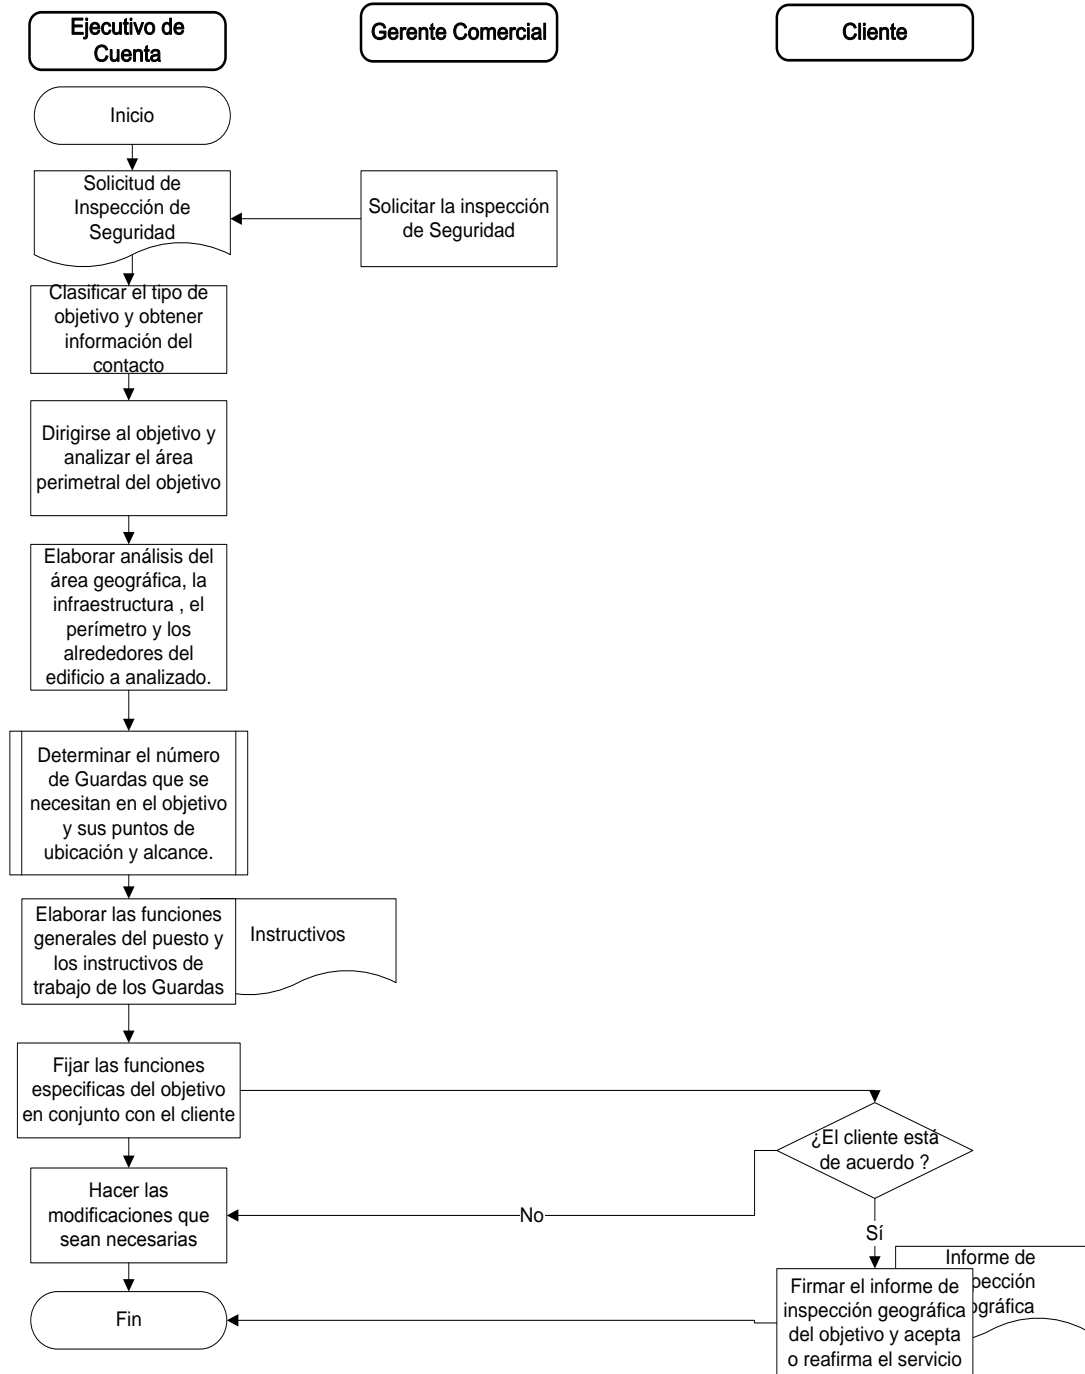 Ejecutivo de
Cuenta
Gerente Comercial
Cliente
Inicio
Solicitud de
Inspección de
Seguridad
Solicitar la inspección
de Seguridad
Clasificar el tipo de
objetivo y obtener
información del
contacto
Dirigirse al objetivo y
analizar el área
perimetral del objetivo
Elaborar análisis del
área geográfica, la
infraestructura , el
perímetro y los
alrededores del
edificio a analizado.
Determinar el número
de Guardas que se
necesitan en el objetivo
y sus puntos de
ubicación y alcance.
Elaborar las funciones
generales del puesto y
los instructivos de
trabajo de los Guardas
Instructivos
Fijar las funciones
especificas del objetivo
en conjunto con el cliente
¿El cliente está
de acuerdo ?
Hacer las
modificaciones que
sean necesarias
No
Sí
Informe de
Firmar el informe de
inspección geográfica
del objetivo y acepta
o reafirma el servicio
Fin